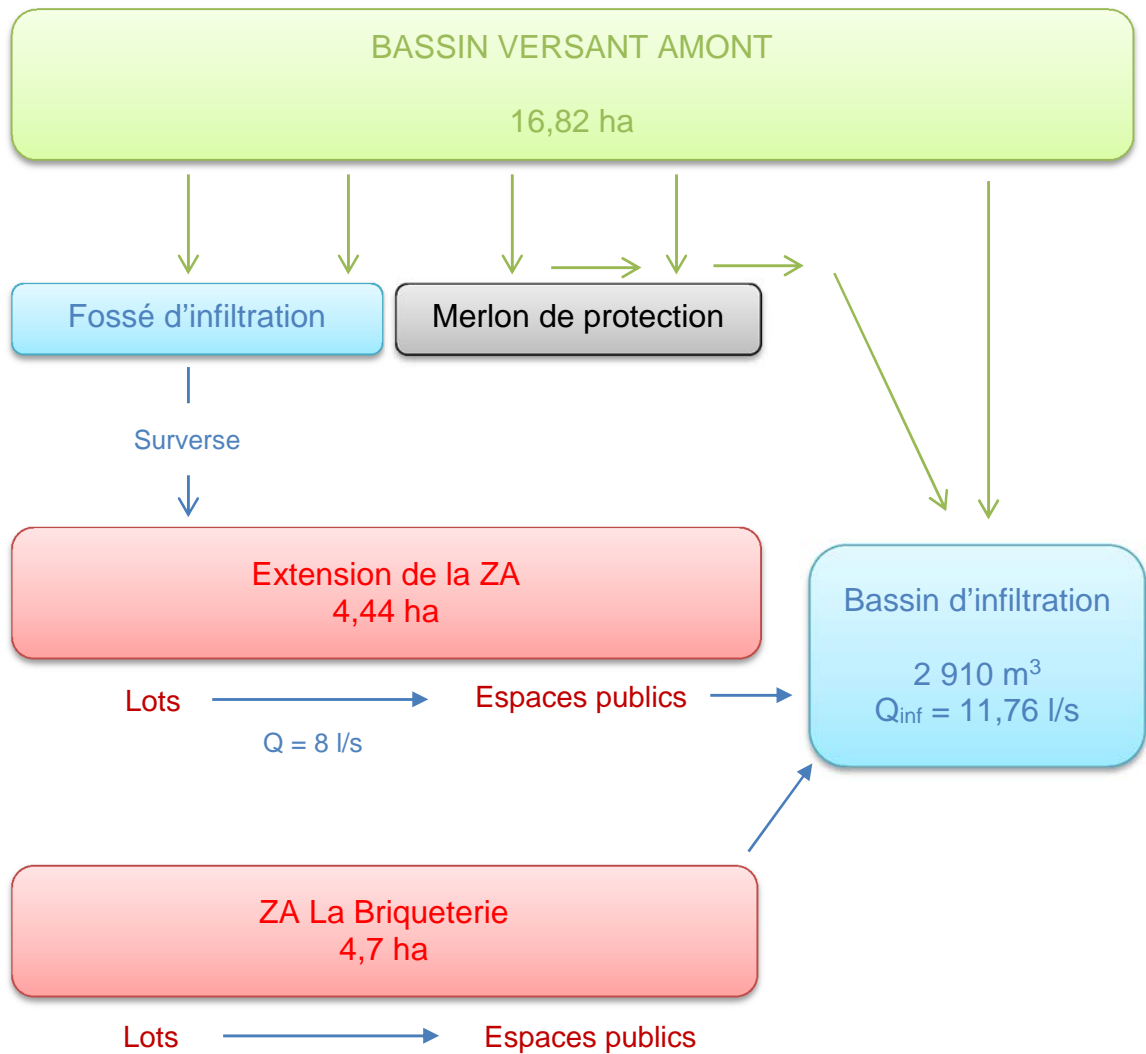 BASSIN VERSANT AMONT
16,82 ha
Fossé d’infiltration
Merlon de protection
Surverse
Extension de la ZA
4,44 ha
Bassin d’infiltration
2 910 m³
Qinf = 11,76 l/s
Lots
Espaces publics
Q = 8 l/s
ZA La Briqueterie
4,7 ha
Lots
Espaces publics